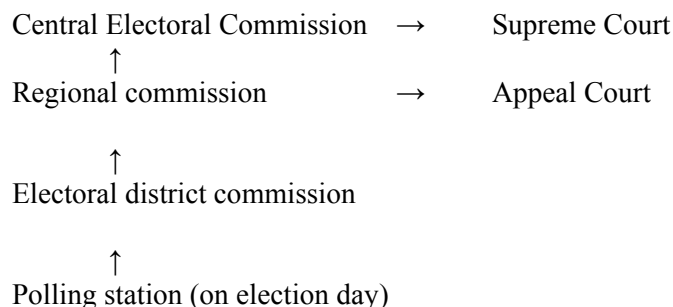 Central Electoral Commission → Supreme Court
↑
Regional commission → Appeal Court
↑
Electoral district commission
↑
Polling station (on election day)